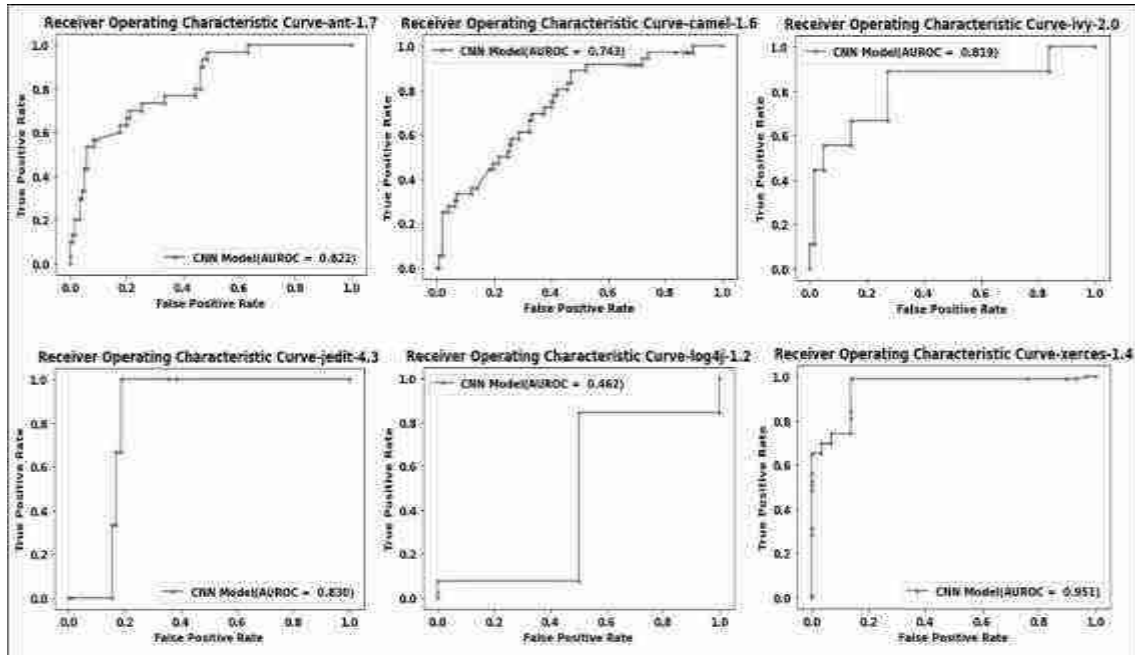 Receiver Operating Characteristic Curve-ant-1.7
True Positive Rate
1.0
0.8
0.6
0.4
0.2
0.0
CNN Model(AUROC = 0.822)
0.0 0.2 0.4 0.6 0.8 1.0
False Positive Rate
Receiver Operating Characteristic Curve-camel-1.6
True Positive Rate
1.0
0.8
0.6
0.4
0.2
0.0
CNN Model(AUROC = 0.743)
0.0 0.2 0.4 0.6 0.8 1.0
False Positive Rate
Receiver Operating Characteristic Curve-ivy-2.0
True Positive Rate
1.0
0.8
0.6
0.4
0.2
0.0
CNN Model(AUROC = 0.819)
0.0 0.2 0.4 0.6 0.8 1.0
False Positive Rate
Receiver Operating Characteristic Curve-jedit-4.3
True Positive Rate
1.0
0.8
0.6
0.4
0.2
0.0
CNN Model(AUROC = 0.830)
0.0 0.2 0.4 0.6 0.8 1.0
False Positive Rate
Receiver Operating Characteristic Curve-log4j-1.2
True Positive Rate
1.0
0.8
0.6
0.4
0.2
0.0
CNN Model(AUROC = 0.462)
0.0 0.2 0.4 0.6 0.8 1.0
False Positive Rate
Receiver Operating Characteristic Curve-xerces-1.4
True Positive Rate
1.0
0.8
0.6
0.4
0.2
0.0
CNN Model(AUROC = 0.951)
0.0 0.2 0.4 0.6 0.8 1.0
False Positive Rate